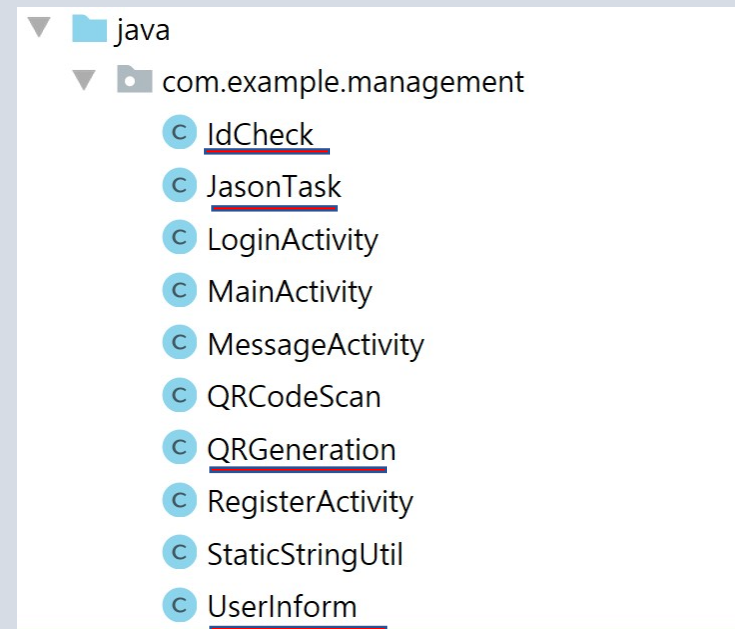 java
com.example.management
C IdCheck
C JasonTask
C LoginActivity
C MainActivity
C MessageActivity
C QRCodeScan
C QRGeneration
C RegisterActivity
C StaticStringUtil
C UserInform